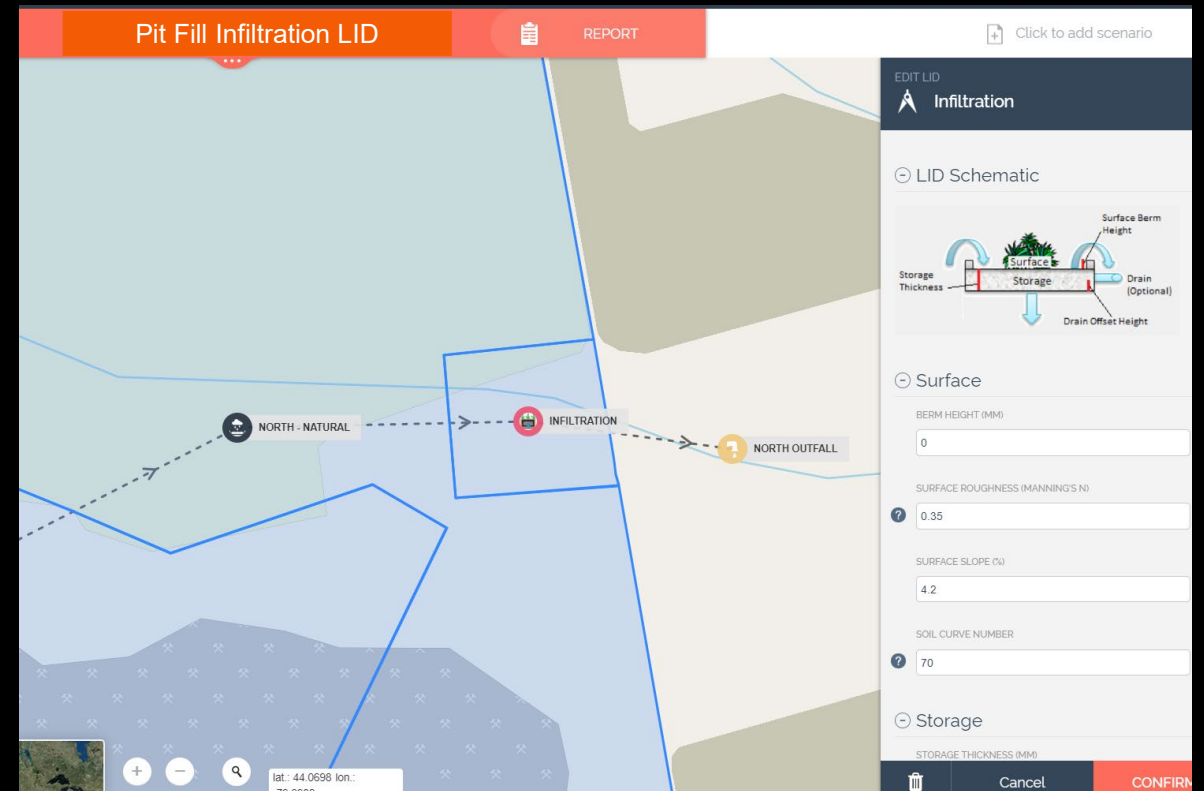 Pit Fill Infiltration LID
REPORT
Click to add scenario
EDIT LID
Infiltration
LID Schematic
Surface Berm
Height
Surface
Storage
Thickness
Storage
Drain
(Optional)
Drain Offset Height
Surface
BERM HEIGHT (MM)
0
SURFACE ROUGHNESS (MANNING'S N)
? 0.35
SURFACE SLOPE (%)
4.2
SOIL CURVE NUMBER
? 70
Storage
STORAGE THICKNESS (MM)
Cancel
CONFIRM
NORTH - NATURAL
INFILTRATION
NORTH OUTFALL
lat.: 44.0698 lon.: